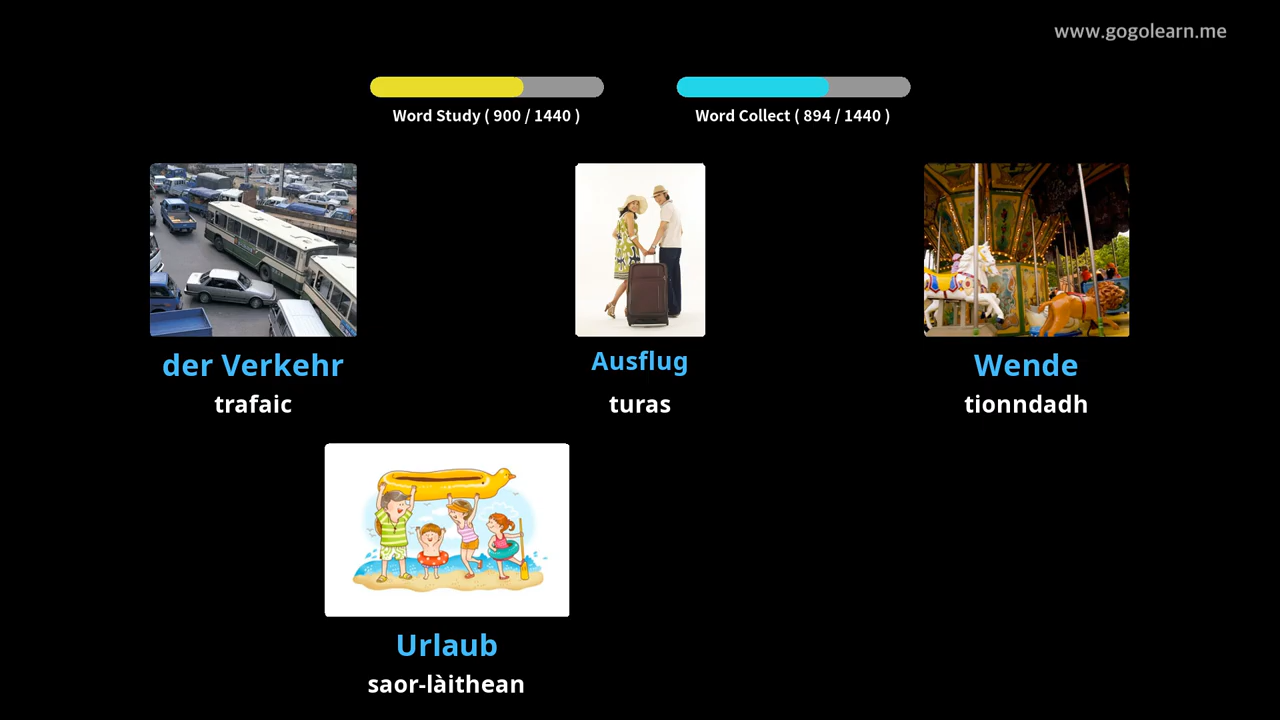 www.gogolearn.me
Word Study ( 900 / 1440 )
Word Collect ( 894 / 1440 )
der Verkehr
trafaic
Ausflug
turas
Wende
tionndadh
Urlaub
saor-làithean